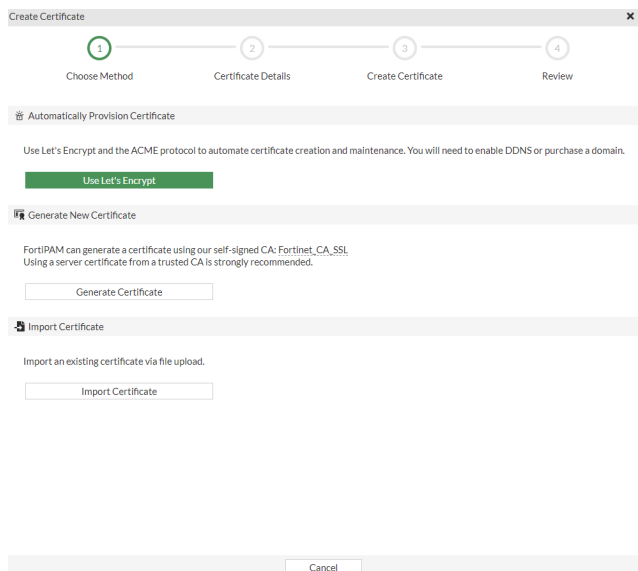 Create Certificate
1
2
3
4
Choose Method
Certificate Details
Create Certificate
Review
Automatically Provision Certificate
Use Let's Encrypt and the ACME protocol to automate certificate creation and maintenance. You will need to enable DDNS or purchase a domain.
Use Let's Encrypt
Generate New Certificate
FortiPAM can generate a certificate using our self-signed CA: Fortinet_CA_SSL
Using a server certificate from a trusted CA is strongly recommended.
Generate Certificate
Import Certificate
Import an existing certificate via file upload.
Import Certificate
Cancel